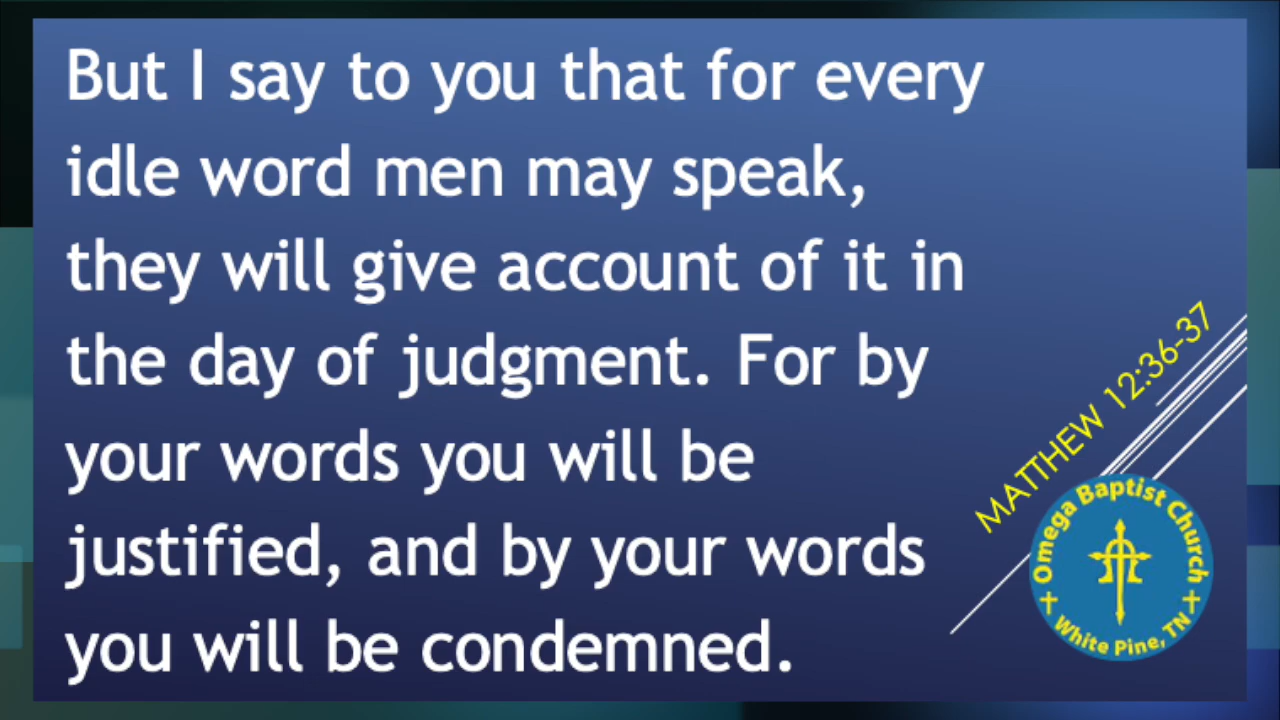 But I say to you that for every
idle word men may speak,
they will give account of it in
the day of judgment. For by
your words you will be
justified, and by your words
you will be condemned.
MATTHEW 12:36-37
Omega Baptist Church
White Pine, TN